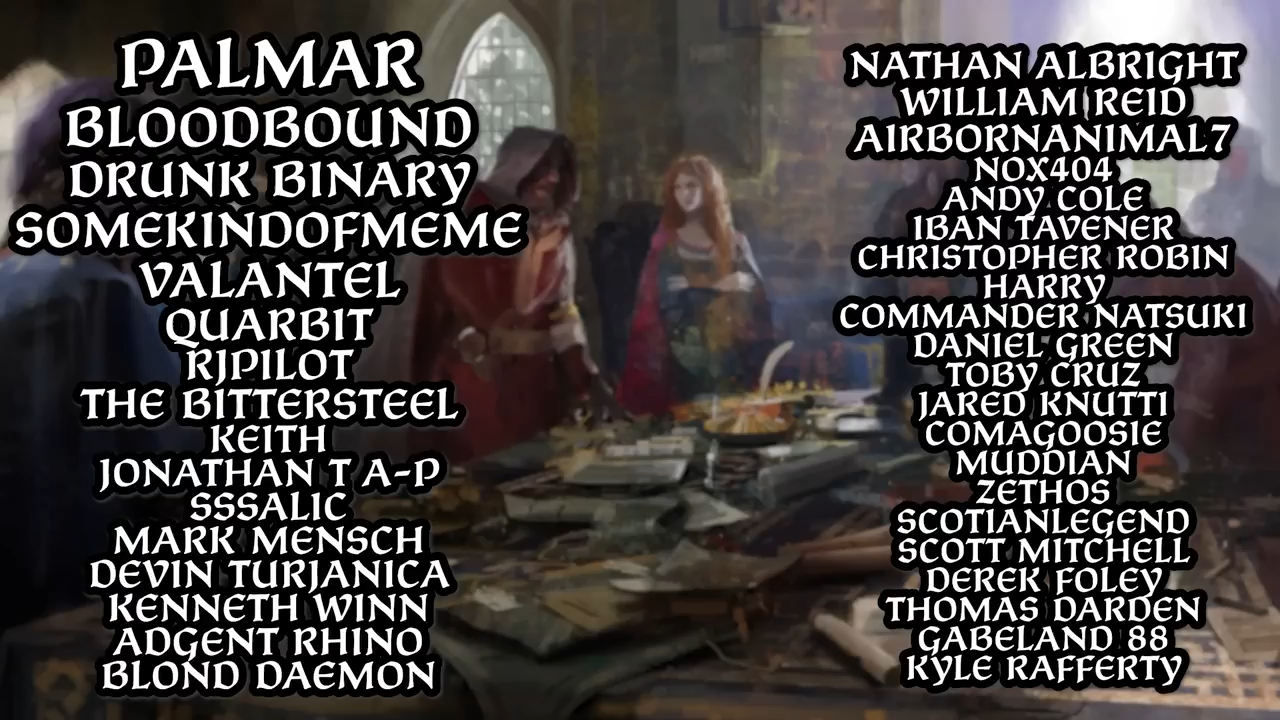 PALMAR
BLOODBOUND
DRUNK BINARY
SOMEKINDOFMEME
VALANTEL
QUARBIT
RJPILOT
THE BITTERSTEEL
KEITH
JONATHAN T A-P
SSSALIC
MARK MENSCH
DEVIN TURJANICA
KENNETH WINN
ADGENT RHINO
BLOND DAEMON
NATHAN ALBRIGHT
WILLIAM REID
AIRBORNANIMAL7
NOX404
ANDY COLE
IBAN TAVENER
CHRISTOPHER ROBIN
HARRY
COMMANDER NATSUKI
DANIEL GREEN
TOBY CRUZ
JARED KNUTTI
COMAGOOSIE
MUDDIAN
ZETHOS
SCOTIANLEGEND
SCOTT MITCHELL
DEREK FOLEY
THOMAS DARDEN
GABELAND 88
KYLE RAFFERTY